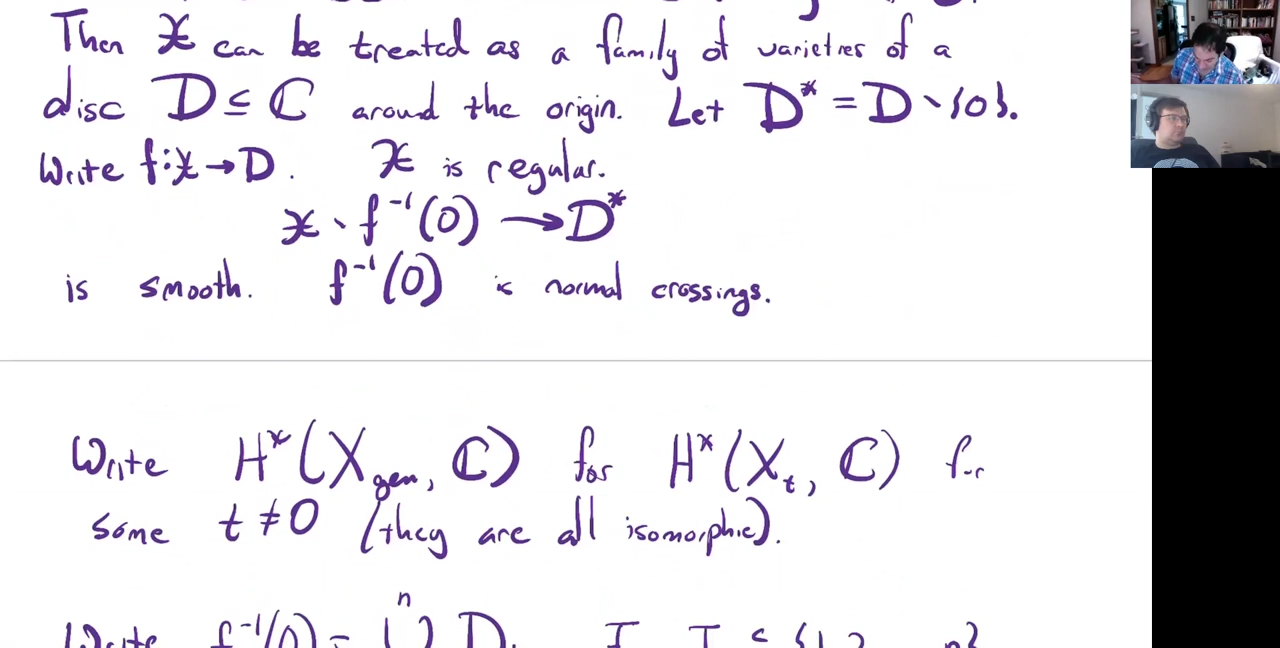 Then 𝒳 can be treated as a family of varieties of a
disc D ⊆ ℂ around the origin. Let D* = D \ {0}.
Write f: 𝒳 → D. 𝒳 is regular.
𝒳 \ f⁻¹(0) → D*
is smooth. f⁻¹(0) is normal crossings.
Write H*(X_gen, ℂ) for H*(X_t, ℂ) for
some t ≠ 0 (they are all isomorphic).